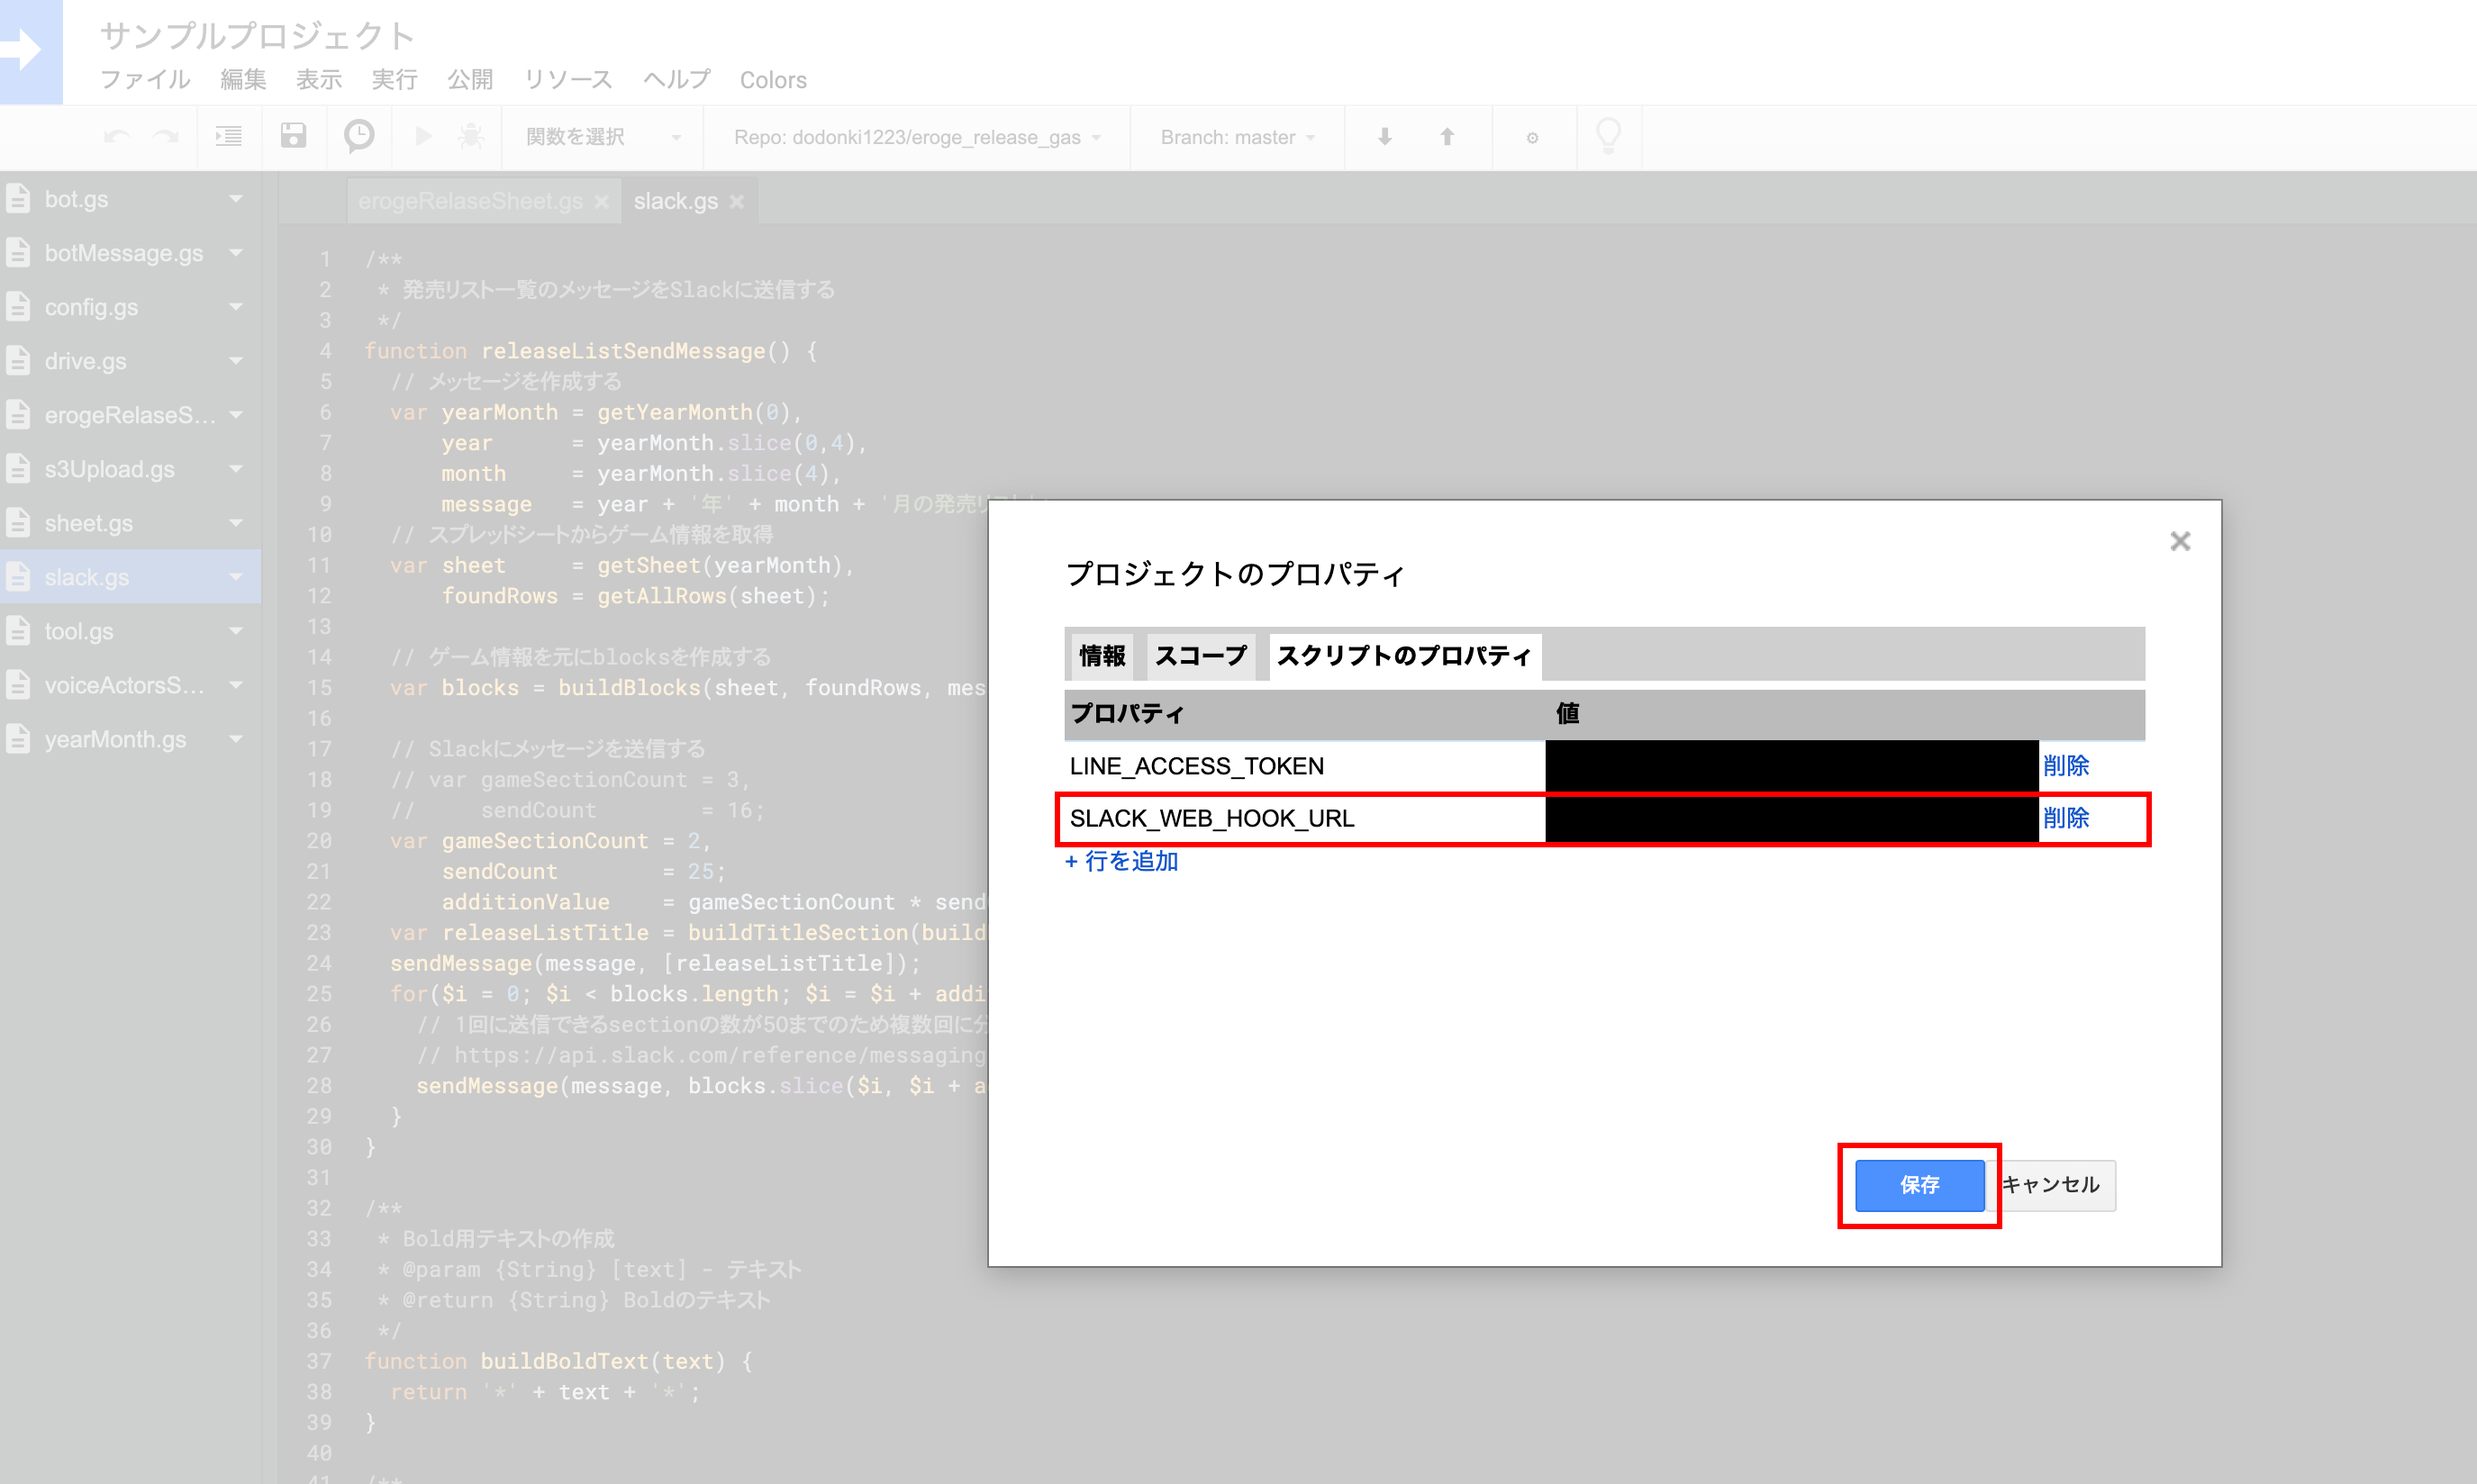 サンプルプロジェクト
ファイル 編集 表示 実行 公開 リソース ヘルプ Colors
関数を選択 Repo: dodonki1223/eroge_release_gas Branch: master
bot.gs
botMessage.gs
config.gs
drive.gs
erogeRelaseS...
s3Upload.gs
sheet.gs
slack.gs
tool.gs
voiceActorsS...
yearMonth.gs
erogeRelaseSheet.gs × slack.gs ×
1 /**
2 * 発売リスト一覧のメッセージをSlackに送信する
3 */
4 function releaseListSendMessage() {
5 // メッセージを作成する
6 var yearMonth = getYearMonth(0),
7 year = yearMonth.slice(0,4),
8 month = yearMonth.slice(4),
9 message = year + '年' + month + '月の発売リスト';
10 // スプレッドシートからゲーム情報を取得
11 var sheet = getSheet(yearMonth),
12 foundRows = getAllRows(sheet);
13
14 // ゲーム情報を元にblocksを作成する
15 var blocks = buildBlocks(sheet, foundRows, mes
16
17 // Slackにメッセージを送信する
18 // var gameSectionCount = 3,
19 // sendCount = 16;
20 var gameSectionCount = 2,
21 sendCount = 25;
22 additionValue = gameSectionCount * send
23 var releaseListTitle = buildTitleSection(build
24 sendMessage(message, [releaseListTitle]);
25 for($i = 0; $i < blocks.length; $i = $i + addi
26 // 1回に送信できるsectionの数が50までのため複数回に分
27 // https://api.slack.com/reference/messaging
28 sendMessage(message, blocks.slice($i, $i + a
29 }
30 }
31
32 /**
33 * Bold用テキストの作成
34 * @param {String} [text] - テキスト
35 * @return {String} Boldのテキスト
36 */
37 function buildBoldText(text) {
38 return '*' + text + '*';
39 }
40
41 /**
プロジェクトのプロパティ
情報 スコープ スクリプトのプロパティ
プロパティ 値
LINE_ACCESS_TOKEN 削除
SLACK_WEB_HOOK_URL 削除
+ 行を追加
保存 キャンセル